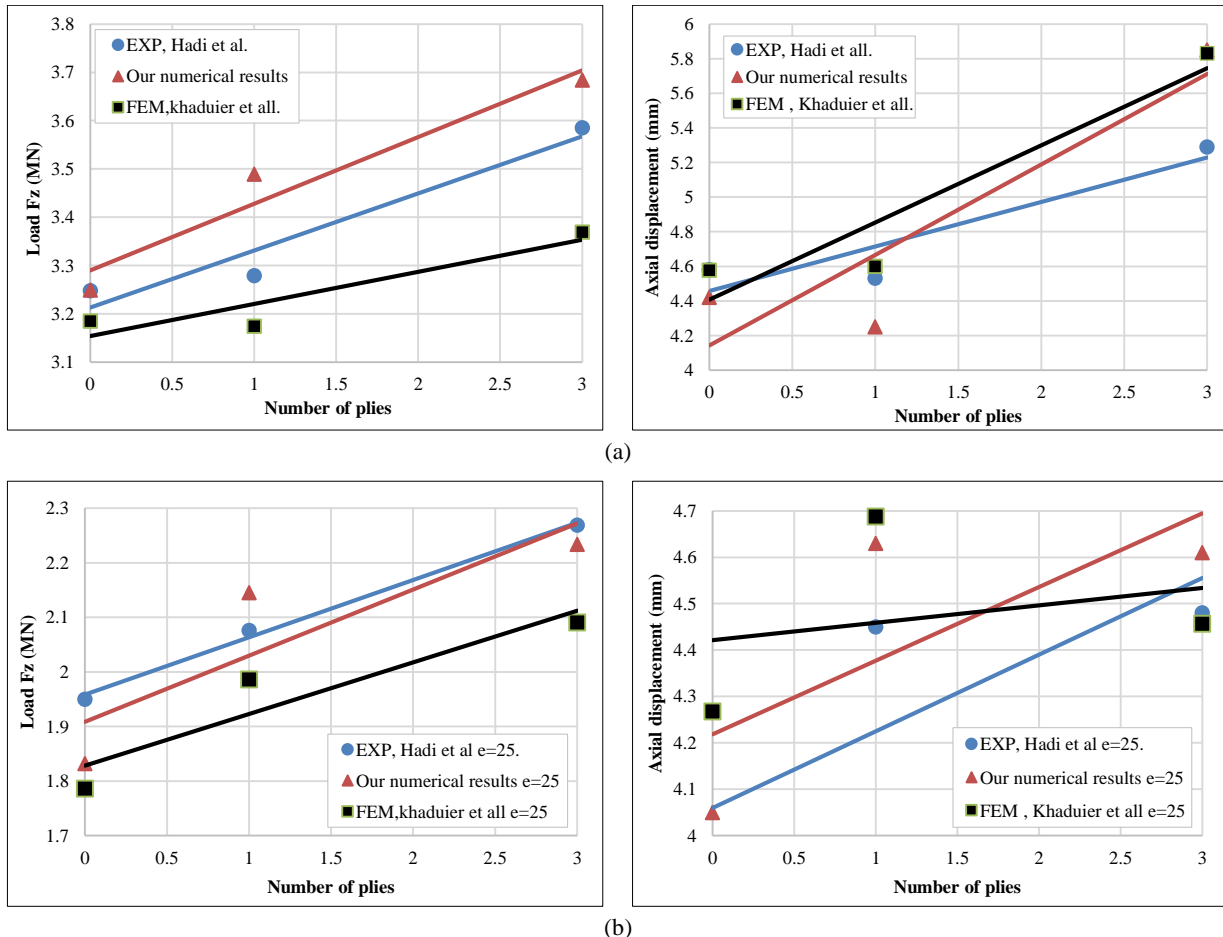 3.8
3.7
3.6
3.5
3.4
3.3
3.2
3.1
0 0.5 1 1.5 2 2.5 3
Load Fz (MN)
Number of plies
EXP, Hadi et al.
Our numerical results
FEM,khaduier et all.
6
5.8
5.6
5.4
5.2
5
4.8
4.6
4.4
4.2
4
0 0.5 1 1.5 2 2.5 3
Axial displacement (mm)
Number of plies
EXP, Hadi et all.
Our numerical results
FEM , Khaduier et all.
(a)
2.3
2.2
2.1
2
1.9
1.8
1.7
0 0.5 1 1.5 2 2.5 3
Load Fz (MN)
Number of plies
EXP, Hadi et al e=25.
Our numerical results e=25
FEM,khaduier et all e=25
4.7
4.6
4.5
4.4
4.3
4.2
4.1
4
0 0.5 1 1.5 2 2.5 3
Axial displacement (mm)
Number of plies
EXP, Hadi et al e=25.
Our numerical results e=25
FEM , Khaduier et all e=25
(b)